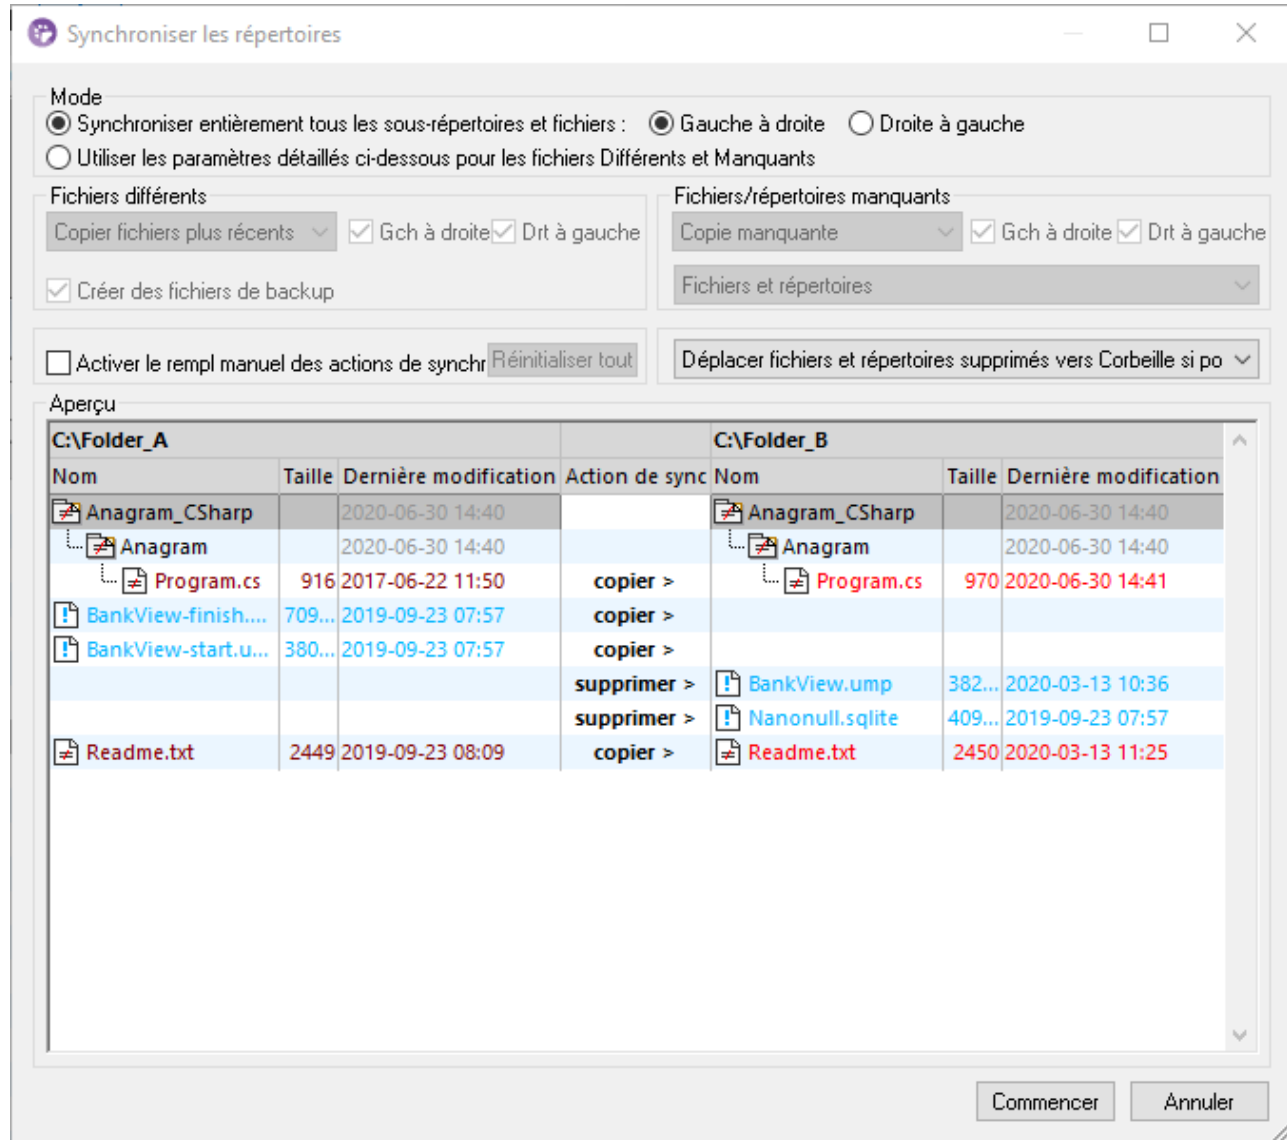 Synchroniser les répertoires
Mode
Synchroniser entièrement tous les sous-répertoires et fichiers : Gauche à droite Droite à gauche
Utiliser les paramètres détaillés ci-dessous pour les fichiers Différents et Manquants
Fichiers différents Fichiers/répertoires manquants
Copier fichiers plus récents Gch à droite Drt à gauche Copie manquante Gch à droite Drt à gauche
Créer des fichiers de backup Fichiers et répertoires
Activer le rempl manuel des actions de synchr Réinitialiser tout Déplacer fichiers et répertoires supprimés vers Corbeille si po
Aperçu
C:\Folder_A C:\Folder_B
Nom Taille Dernière modification Action de sync Nom Taille Dernière modification
Anagram_CSharp 2020-06-30 14:40 Anagram_CSharp 2020-06-30 14:40
Anagram 2020-06-30 14:40 Anagram 2020-06-30 14:40
Program.cs 916 2017-06-22 11:50 copier > Program.cs 970 2020-06-30 14:41
BankView-finish.... 709... 2019-09-23 07:57 copier >
BankView-start.u... 380... 2019-09-23 07:57 copier >
supprimer > BankView.ump 382... 2020-03-13 10:36
supprimer > Nanonull.sqlite 409... 2019-09-23 07:57
Readme.txt 2449 2019-09-23 08:09 copier > Readme.txt 2450 2020-03-13 11:25
Commencer Annuler